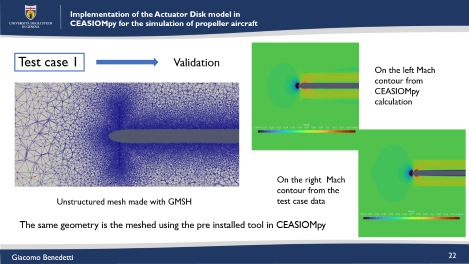 UNIVERSITÀ DEGLI STUDI
DI GENOVA
Implementation of the Actuator Disk model in
CEASIOMpy for the simulation of propeller aircraft
Test case 1
Validation
On the left Mach
contour from
CEASIOMpy
calculation
On the right Mach
contour from the
test case data
Unstructured mesh made with GMSH
The same geometry is the meshed using the pre installed tool in CEASIOMpy
Giacomo Benedetti
22